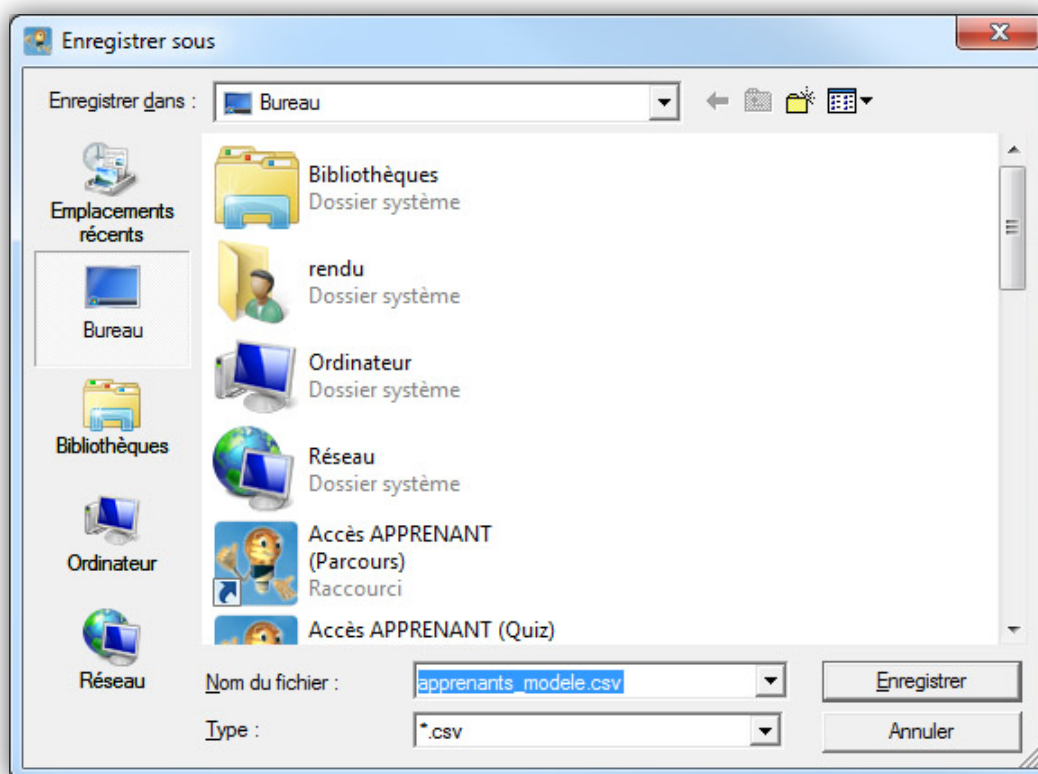 Enregistrer sous
Enregistrer dans :
Bureau
Emplacements
récents
Bureau
Bibliothèques
Ordinateur
Réseau
Bibliothèques
Dossier système
rendu
Dossier système
Ordinateur
Dossier système
Réseau
Dossier système
Accès APPRENANT
(Parcours)
Raccourci
Accès APPRENANT (Quiz)
Nom du fichier :
apprenants_modele.csv
Enregistrer
Type :
*.csv
Annuler